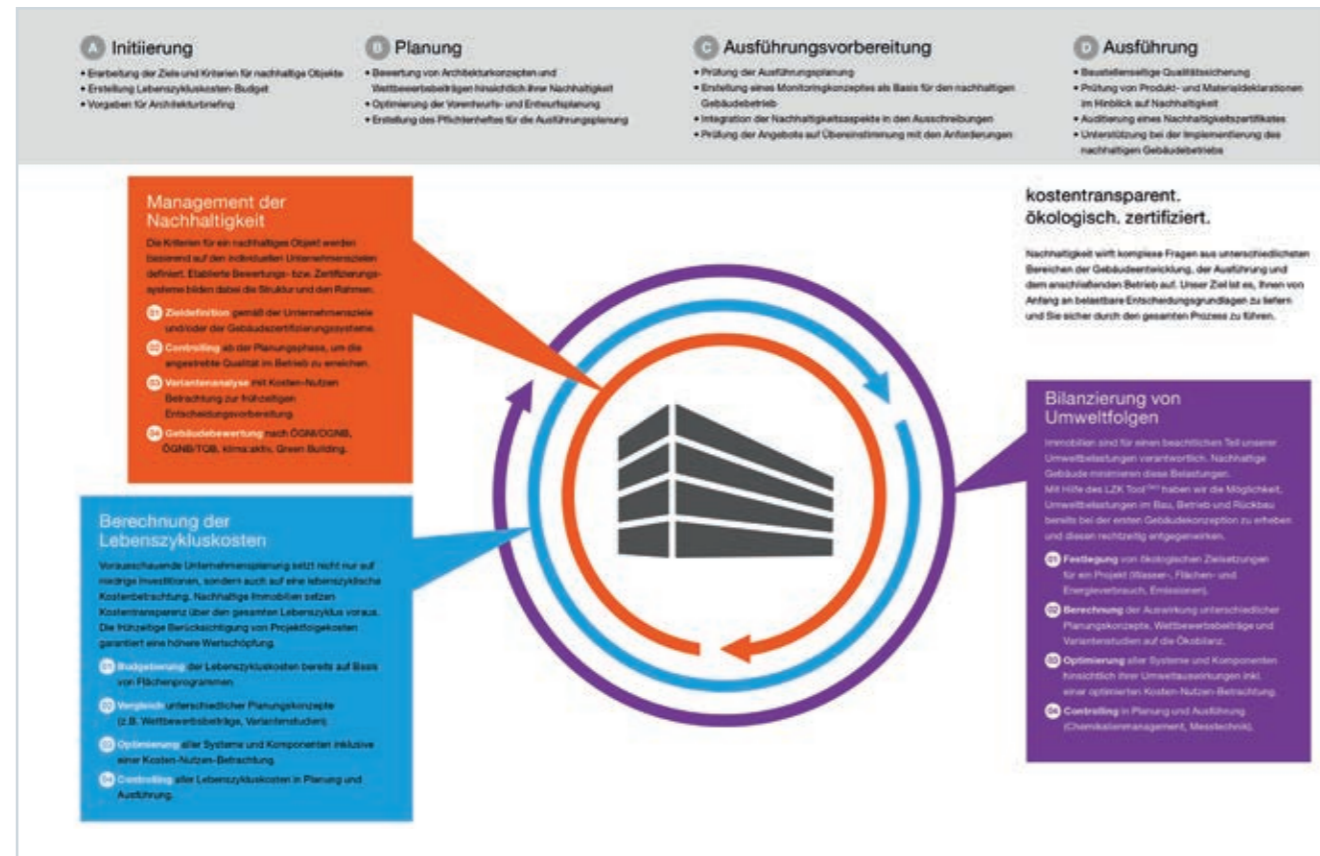 A Initiierung
• Erarbeitung der Ziele und Kriterien für nachhaltige Objekte
• Erstellung Lebenszykluskosten-Budget
• Vorgaben für Architekturbriefing
B Planung
• Bewertung von Architekturkonzepten und
Wettbewerbsbeiträgen hinsichtlich ihrer Nachhaltigkeit
• Optimierung der Vorentwurfs- und Entwurfsplanung
• Erstellung des Pflichtenheftes für die Ausführungsplanung
C Ausführungsvorbereitung
• Prüfung der Ausführungsplanung
• Erstellung eines Monitoringkonzeptes als Basis für den nachhaltigen
Gebäudebetrieb
• Integration der Nachhaltigkeitsaspekte in den Ausschreibungen
• Prüfung der Angebote auf Übereinstimmung mit den Anforderungen
D Ausführung
• Baustellenseitige Qualitätssicherung
• Prüfung von Produkt- und Materialdeklarationen
im Hinblick auf Nachhaltigkeit
• Auditierung eines Nachhaltigkeitszertifikates
• Unterstützung bei der Implementierung des
nachhaltigen Gebäudebetriebs
Management der
Nachhaltigkeit
Die Kriterien für ein nachhaltiges Objekt werden
basierend auf den individuellen Unternehmenszielen
definiert. Etablierte Bewertungs- bzw. Zertifizierungs-
systeme bilden dabei die Struktur und den Rahmen.
01 Zieldefinition gemäß der Unternehmensziele
und/oder der Gebäudezertifizierungssysteme.
02 Controlling ab der Planungsphase, um die
angestrebte Qualität im Betrieb zu erreichen.
03 Variantenanalyse mit Kosten-Nutzen
Betrachtung zur frühzeitigen
Entscheidungsvorbereitung
04 Gebäudebewertung nach ÖGNI/DGNB,
ÖGNB/TQB, klima:aktiv, Green Building.
Berechnung der
Lebenszykluskosten
Vorausschauende Unternehmensplanung setzt nicht nur auf
niedrige Investitionen, sondern auch auf eine lebenszyklische
Kostenbetrachtung. Nachhaltige Immobilien setzen
Kostentransparenz über den gesamten Lebenszyklus voraus.
Die frühzeitige Berücksichtigung von Projektfolgekosten
garantiert eine höhere Wertschöpfung.
01 Budgetierung der Lebenszykluskosten bereits auf Basis
von Flächenprogrammen
02 Vergleich unterschiedlicher Planungskonzepte
(z.B. Wettbewerbsbeiträge, Variantenstudien).
03 Optimierung aller Systeme und Komponenten inklusive
einer Kosten-Nutzen-Betrachtung.
04 Controlling aller Lebenszykluskosten in Planung und
Ausführung.
kostentransparent.
ökologisch. zertifiziert.
Nachhaltigkeit wirft komplexe Fragen aus unterschiedlichsten
Bereichen der Gebäudeentwicklung, der Ausführung und
dem anschließenden Betrieb auf. Unser Ziel ist es, Ihnen von
Anfang an belastbare Entscheidungsgrundlagen zu liefern
und Sie sicher durch den gesamten Prozess zu führen.
Bilanzierung von
Umweltfolgen
Immobilien sind für einen beachtlichen Teil unserer
Umweltbelastungen verantwortlich. Nachhaltige
Gebäude minimieren diese Belastungen.
Mit Hilfe des LZK Tool haben wir die Möglichkeit,
Umweltbelastungen im Bau, Betrieb und Rückbau
bereits bei der ersten Gebäudekonzeption zu erheben
und diesen rechtzeitig entgegenwirken.
01 Festlegung von ökologischen Zielsetzungen
für ein Projekt (Wasser-, Flächen- und
Energieverbrauch, Emissionen).
02 Berechnung der Auswirkung unterschiedlicher
Planungskonzepte, Wettbewerbsbeiträge und
Variantenstudien auf die Ökobilanz.
03 Optimierung aller Systeme und Komponenten
hinsichtlich ihrer Umweltauswirkungen inkl.
einer optimierten Kosten-Nutzen-Betrachtung.
04 Controlling in Planung und Ausführung
(Chemikalienmanagement, Messtechnik).